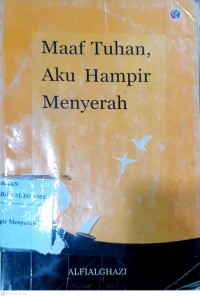 Maaf Tuhan,
Aku Hampir
Menyerah
ALFIALGHAZI